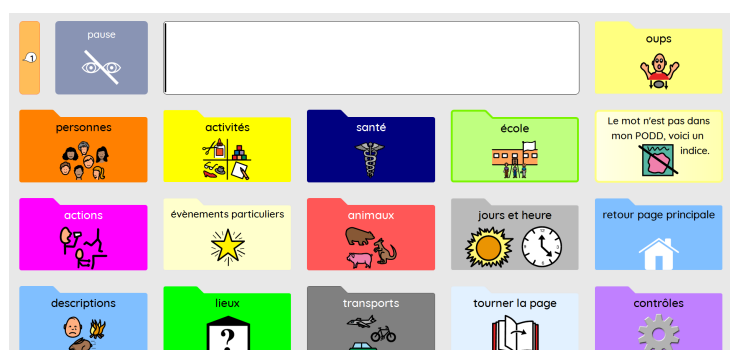 1
pause
oups
personnes
activités
santé
école
Le mot n'est pas dans
mon PODD, voici un
indice.
actions
évènements particuliers
animaux
jours et heure
retour page principale
descriptions
lieux
?
transports
tourner la page
contrôles